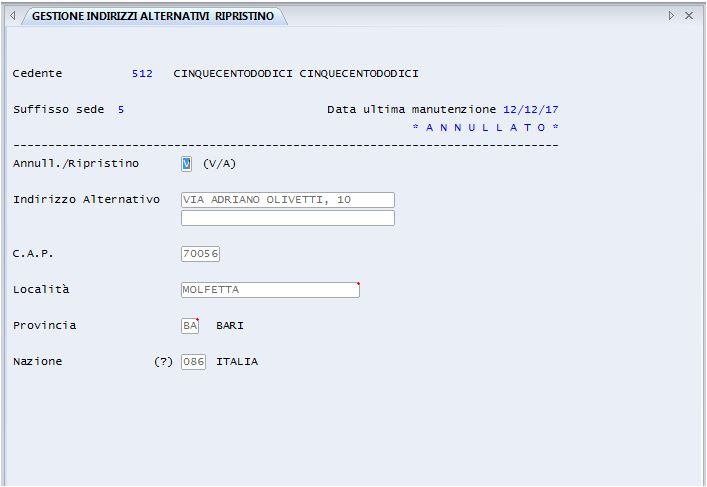 GESTIONE INDIRIZZI ALTERNATIVI RIPRISTINO
Cedente 512 CINQUECENTODODICI CINQUECENTODODICI
Suffisso sede 5 Data ultima manutenzione 12/12/17
* A N N U L L A T O *
Annull./Ripristino V (V/A)
Indirizzo Alternativo VIA ADRIANO OLIVETTI, 10
C.A.P. 70056
Località MOLFETTA
Provincia BA BARI
Nazione (?) 086 ITALIA